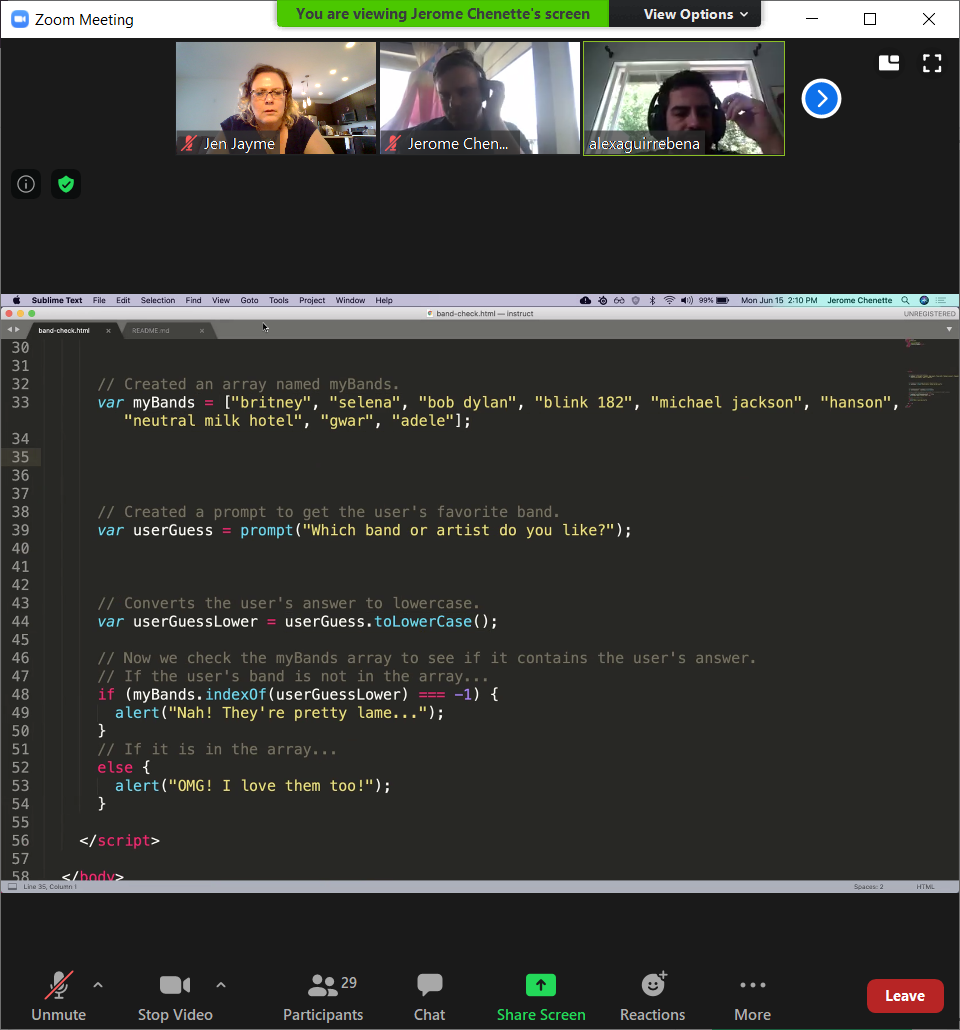 Zoom Meeting
You are viewing Jerome Chenette's screen
View Options
Jen Jayme
Jerome Chen...
alexaguirrebena
Sublime Text File Edit Selection Find View Goto Tools Project Window Help
99% Mon Jun 15 2:10 PM Jerome Chenette
band-check.html — instruct
UNREGISTERED
band-check.html
README.md
30
31
32 // Created an array named myBands.
33 var myBands = ["britney", "selena", "bob dylan", "blink 182", "michael jackson", "hanson",
"neutral milk hotel", "gwar", "adele"];
34
35
36
37
38 // Created a prompt to get the user's favorite band.
39 var userGuess = prompt("Which band or artist do you like?");
40
41
42
43 // Converts the user's answer to lowercase.
44 var userGuessLower = userGuess.toLowerCase();
45
46 // Now we check the myBands array to see if it contains the user's answer.
47 // If the user's band is not in the array...
48 if (myBands.indexOf(userGuessLower) === -1) {
49 alert("Nah! They're pretty lame...");
50 }
51 // If it is in the array...
52 else {
53 alert("OMG! I love them too!");
54 }
55
56 </script>
57
58 </body>
Line 35, Column 1
Spaces: 2
HTML
29
Unmute
Stop Video
Participants
Chat
Share Screen
Reactions
More
Leave